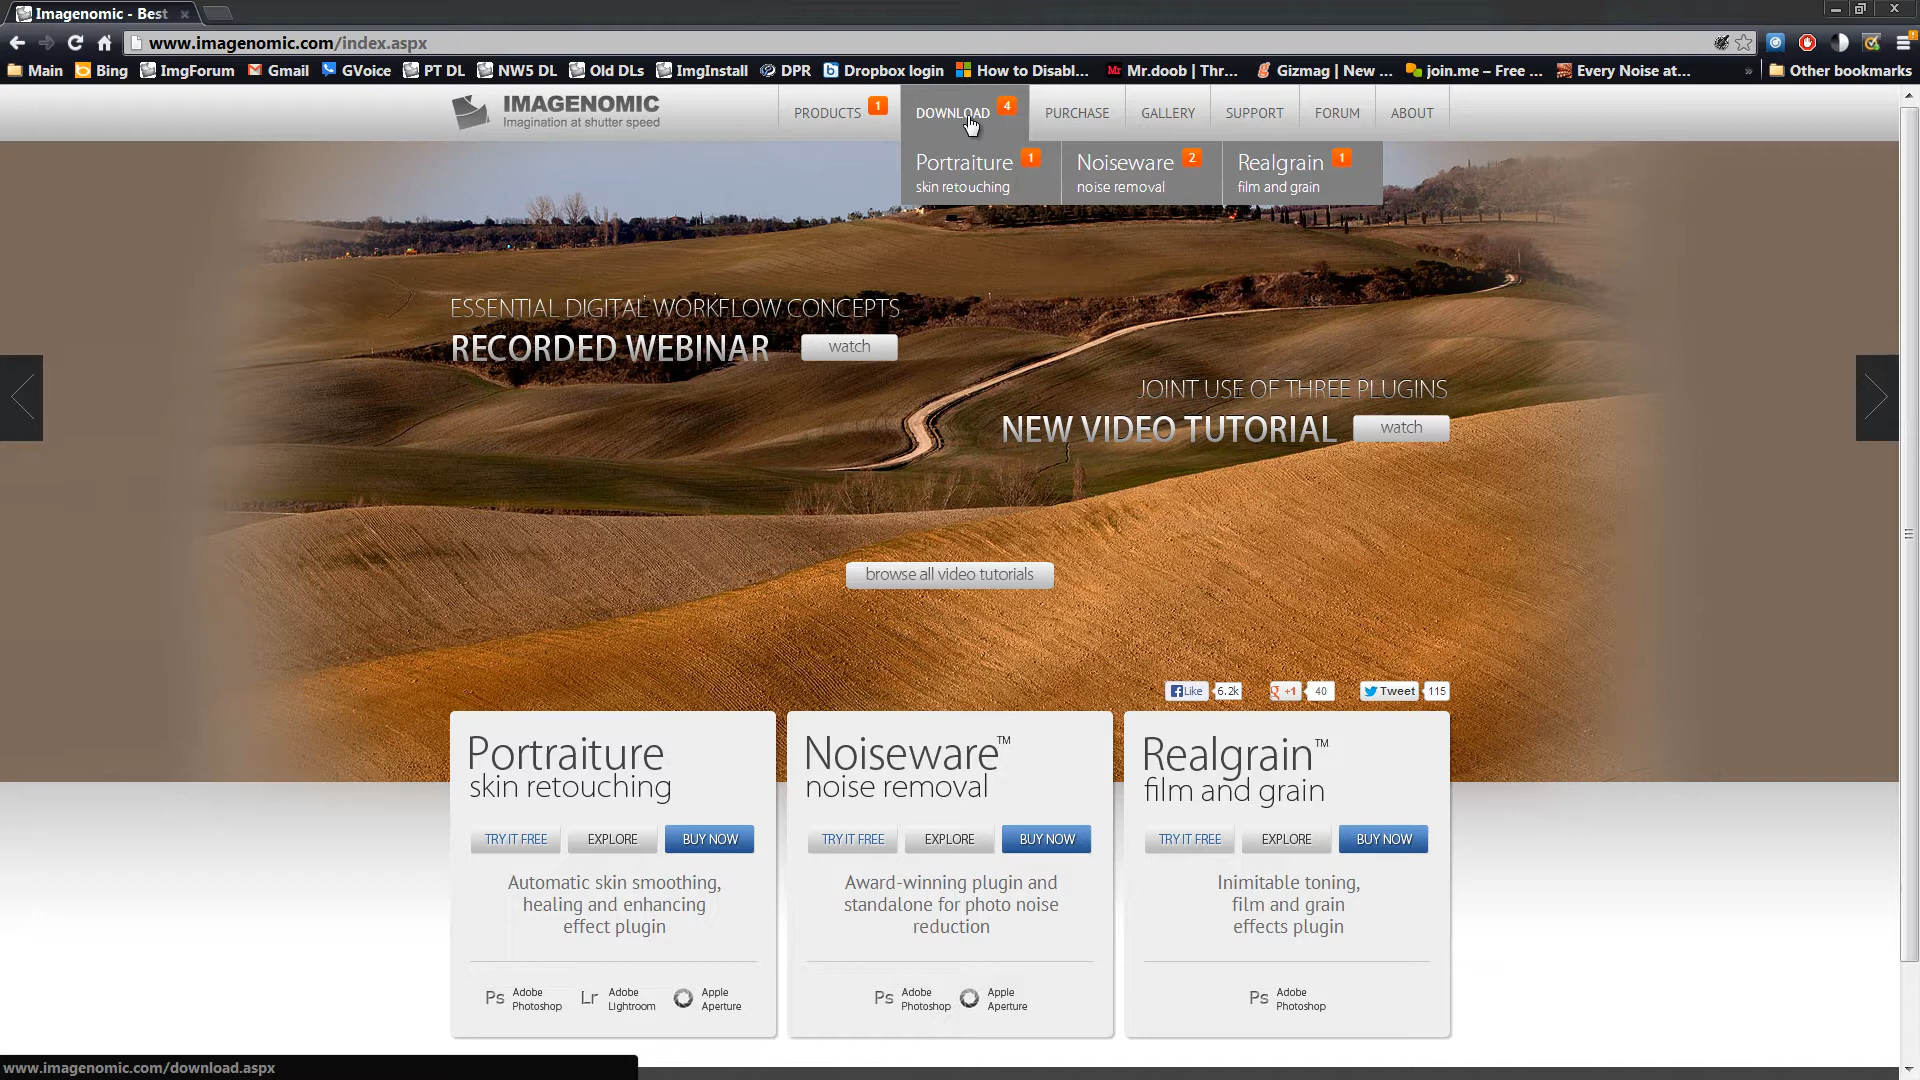 Imagenomic - Best
www.imagenomic.com/index.aspx
Main Bing ImgForum Gmail GVoice PT DL NW5 DL Old DLs ImgInstall DPR Dropbox login How to Disabl... Mr.doob | Thr... Gizmag | New ... join.me – Free ... Every Noise at... » Other bookmarks
IMAGENOMIC
Imagination at shutter speed
PRODUCTS 1 DOWNLOAD 4 PURCHASE GALLERY SUPPORT FORUM ABOUT
Portraiture 1 Noiseware 2 Realgrain 1
skin retouching noise removal film and grain
ESSENTIAL DIGITAL WORKFLOW CONCEPTS
RECORDED WEBINAR watch
JOINT USE OF THREE PLUGINS
NEW VIDEO TUTORIAL watch
browse all video tutorials
Like 6.2k +1 40 Tweet 115
Portraiture
skin retouching
TRY IT FREE EXPLORE BUY NOW
Automatic skin smoothing,
healing and enhancing
effect plugin
Ps Adobe Photoshop Lr Adobe Lightroom Apple Aperture
Noiseware™
noise removal
TRY IT FREE EXPLORE BUY NOW
Award-winning plugin and
standalone for photo noise
reduction
Ps Adobe Photoshop Apple Aperture
Realgrain™
film and grain
TRY IT FREE EXPLORE BUY NOW
Inimitable toning,
film and grain
effects plugin
Ps Adobe Photoshop
www.imagenomic.com/download.aspx